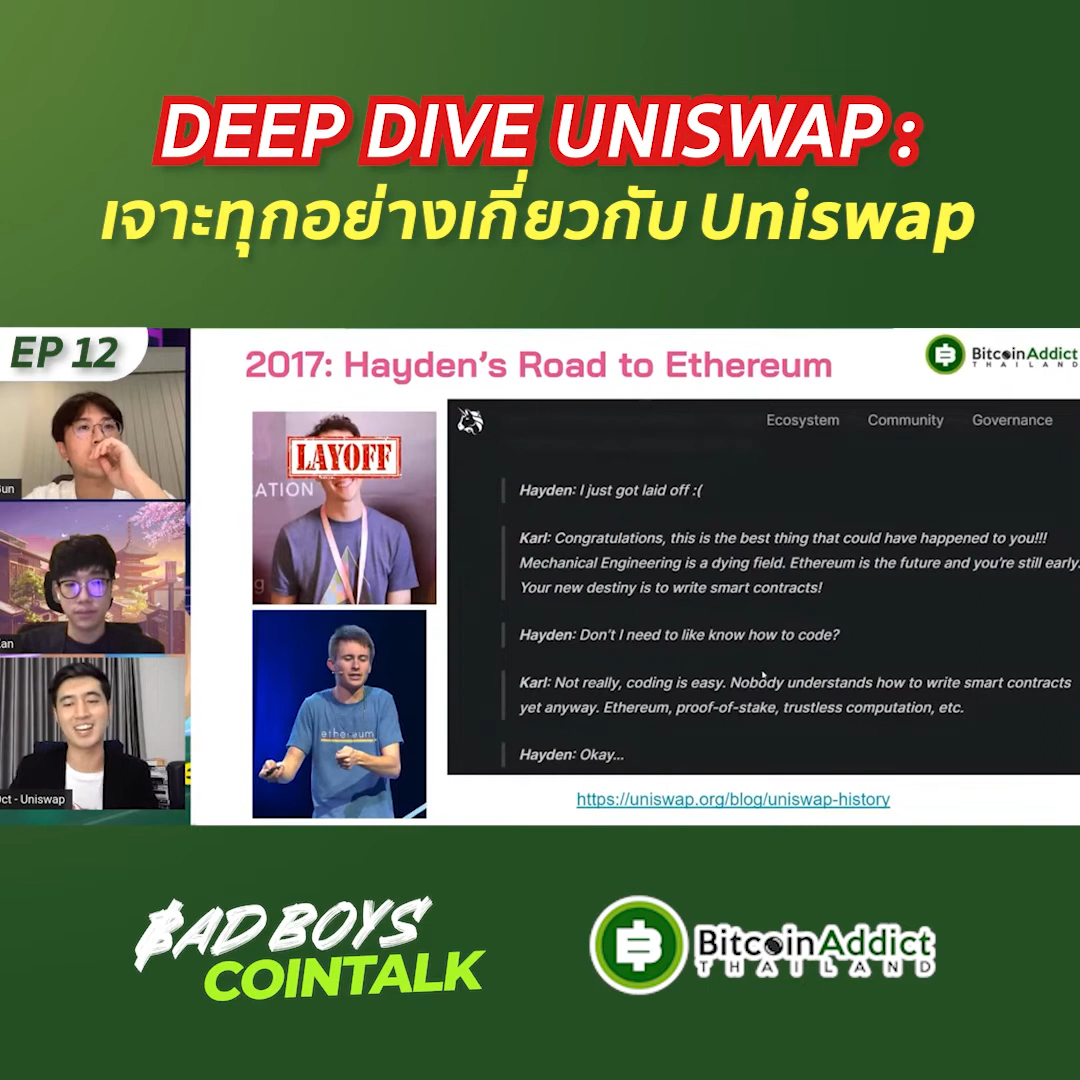 DEEP DIVE UNISWAP :
เจาะทุกอย่างเกี่ยวกับ Uniswap
EP 12
2017: Hayden's Road to Ethereum
BitcoinAddict
THAILAND
LAYOFF
ATION
Ecosystem Community Governance
Hayden: I just got laid off :(
Karl: Congratulations, this is the best thing that could have happened to you!!!
Mechanical Engineering is a dying field. Ethereum is the future and you're still early.
Your new destiny is to write smart contracts!
Hayden: Don't I need to like know how to code?
Karl: Not really, coding is easy. Nobody understands how to write smart contracts
yet anyway. Ethereum, proof-of-stake, trustless computation, etc.
Hayden: Okay...
ethereum
https://uniswap.org/blog/uniswap-history
- Uniswap
BAD BOYS
COINTALK
BitcoinAddict
THAILAND